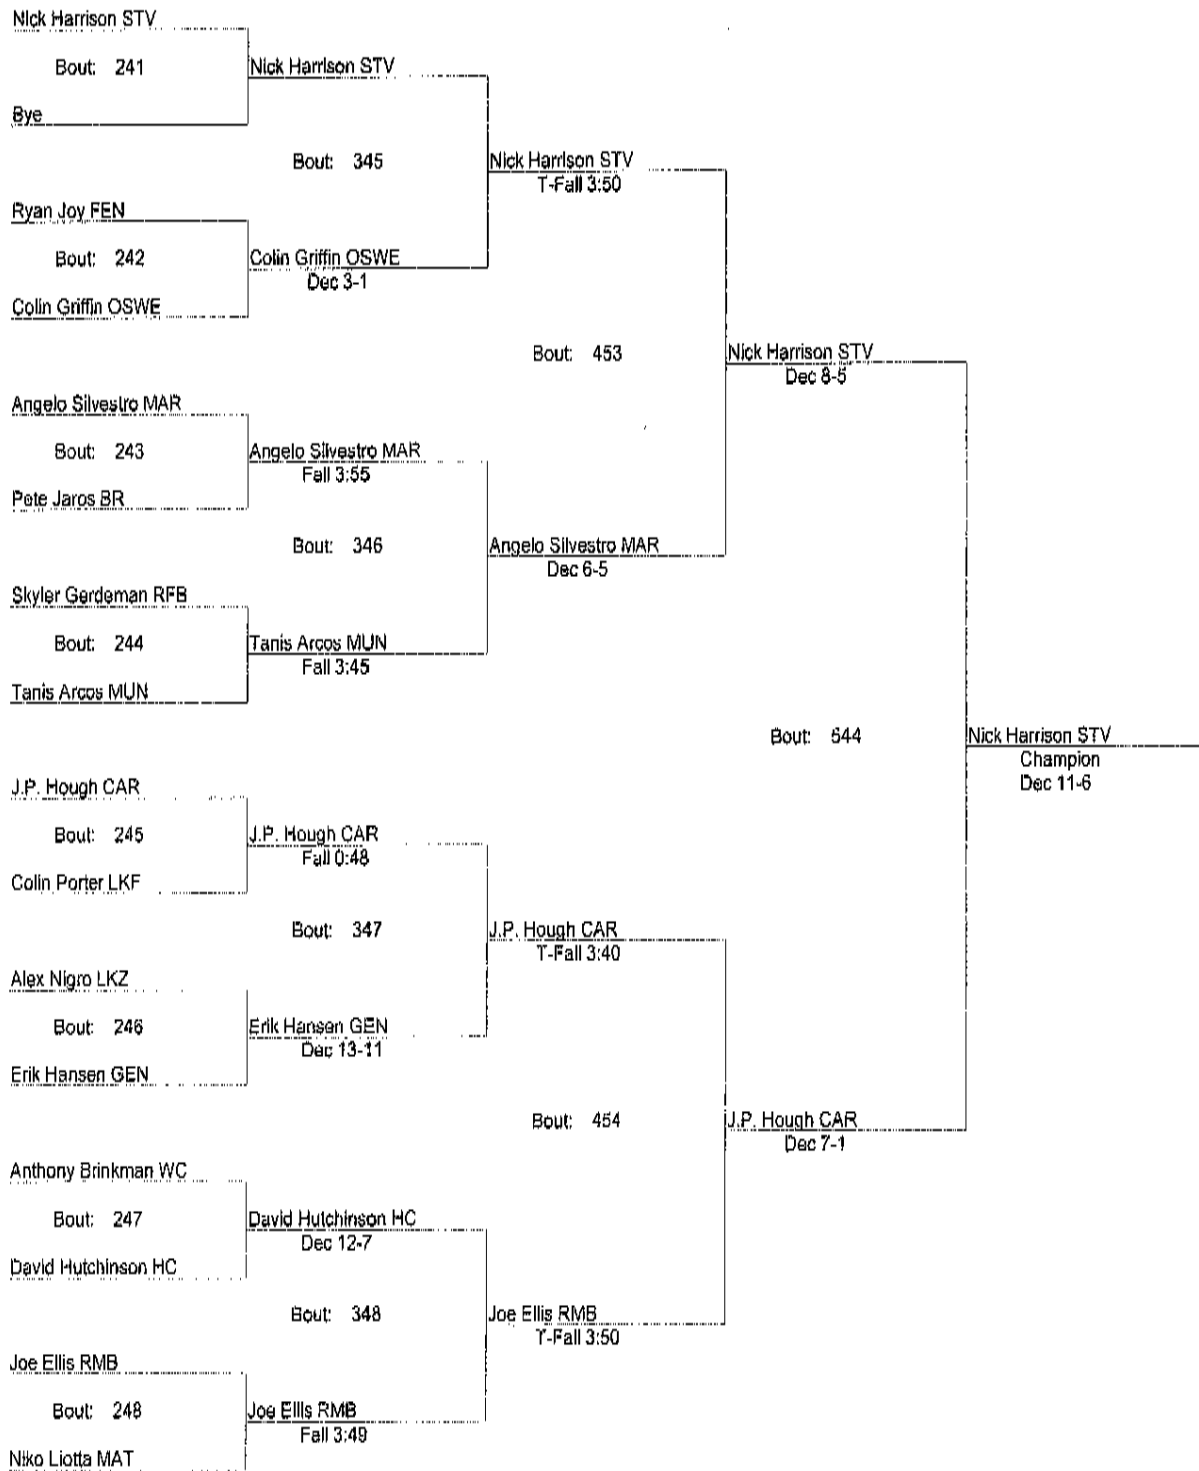 Nick Harrison STV
Bout: 241
Nick Harrison STV
Bye
Bout: 345
Nick Harrison STV
T-Fall 3:50
Ryan Joy FEN
Bout: 242
Colin Griffin OSWE
Dec 3-1
Colin Griffin OSWE
Bout: 453
Nick Harrison STV
Dec 8-5
Angelo Silvestro MAR
Bout: 243
Angelo Silvestro MAR
Fall 3:55
Pete Jaros BR
Bout: 346
Angelo Silvestro MAR
Dec 6-5
Skyler Gerdeman RFB
Bout: 244
Tanis Arcos MUN
Fall 3:45
Tanis Arcos MUN
Bout: 544
Nick Harrison STV
Champion
Dec 11-6
J.P. Hough CAR
Bout: 245
J.P. Hough CAR
Fall 0:48
Colin Porter LKF
Bout: 347
J.P. Hough CAR
T-Fall 3:40
Alex Nigro LKZ
Bout: 246
Erik Hansen GEN
Dec 13-11
Erik Hansen GEN
Bout: 454
J.P. Hough CAR
Dec 7-1
Anthony Brinkman WC
Bout: 247
David Hutchinson HC
Dec 12-7
David Hutchinson HC
Bout: 348
Joe Ellis RMB
T-Fall 3:50
Joe Ellis RMB
Bout: 248
Joe Ellis RMB
Fall 3:49
Niko Liotta MAT